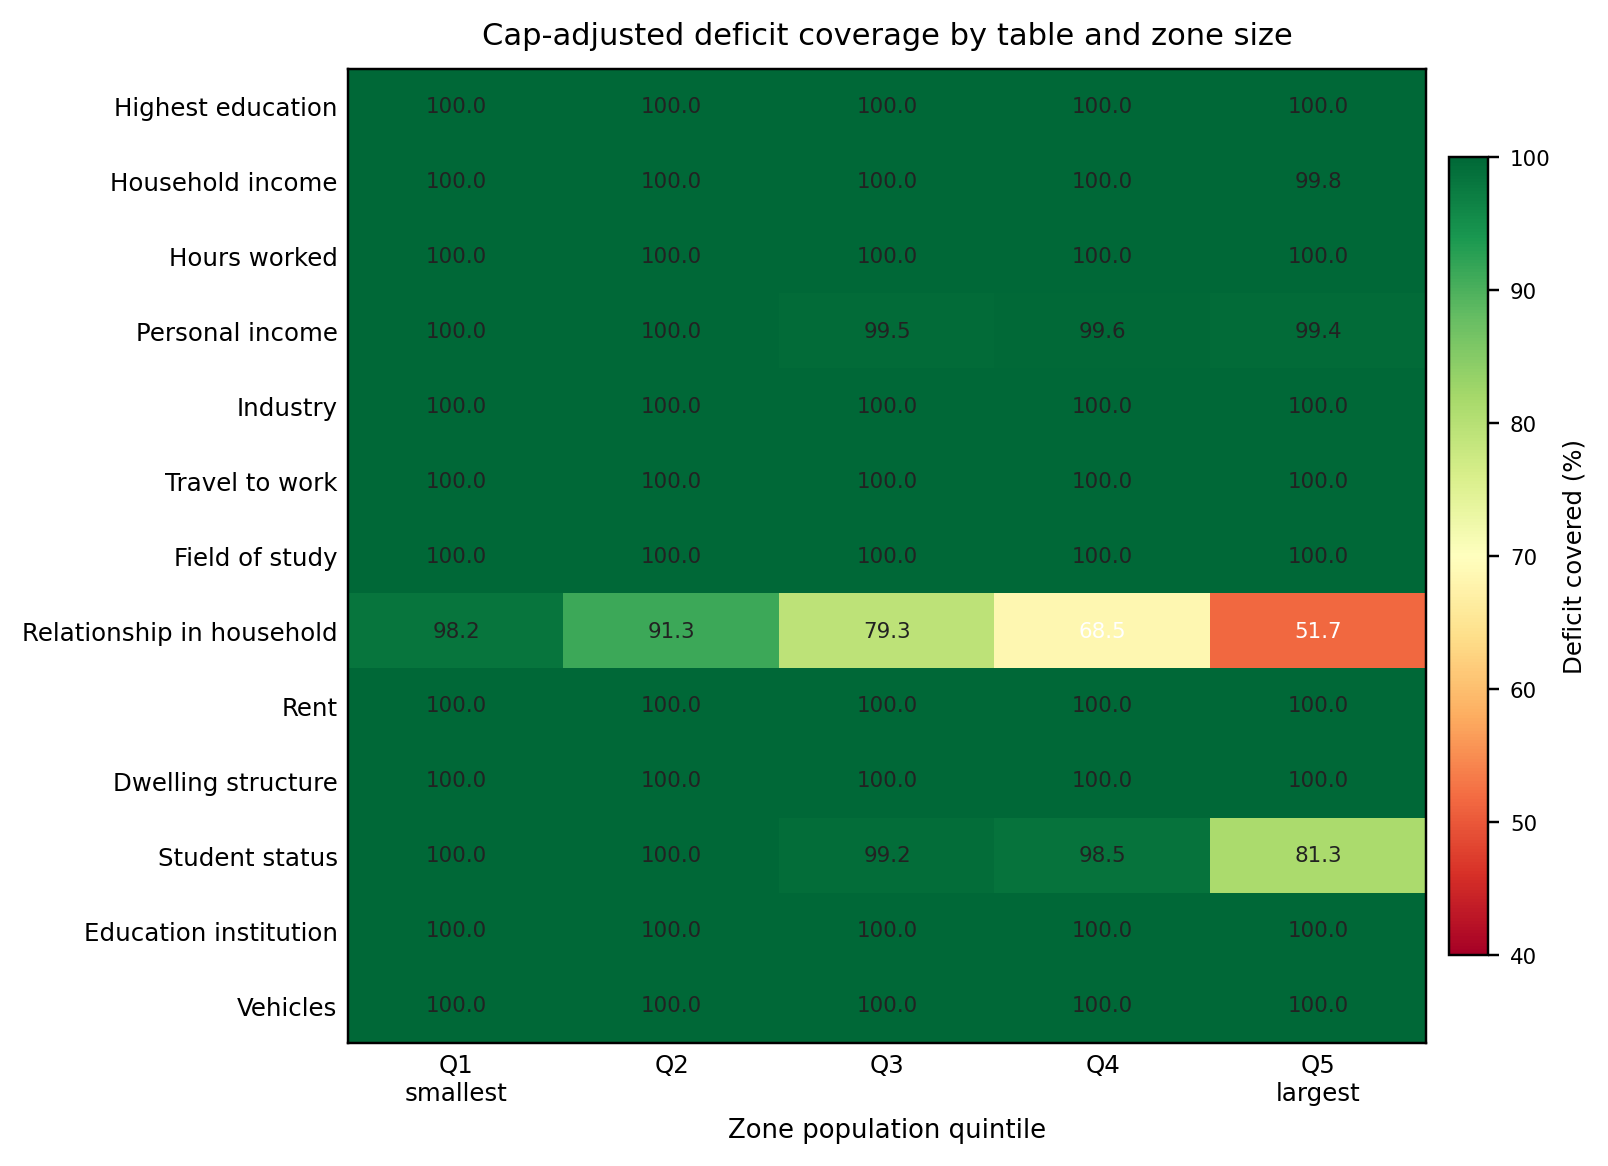 Cap-adjusted deficit coverage by table and zone size
Highest education 100.0 100.0 100.0 100.0 100.0
Household income 100.0 100.0 100.0 100.0 99.8
Hours worked 100.0 100.0 100.0 100.0 100.0
Personal income 100.0 100.0 99.5 99.6 99.4
Industry 100.0 100.0 100.0 100.0 100.0
Travel to work 100.0 100.0 100.0 100.0 100.0
Field of study 100.0 100.0 100.0 100.0 100.0
Relationship in household 98.2 91.3 79.3 68.5 51.7
Rent 100.0 100.0 100.0 100.0 100.0
Dwelling structure 100.0 100.0 100.0 100.0 100.0
Student status 100.0 100.0 99.2 98.5 81.3
Education institution 100.0 100.0 100.0 100.0 100.0
Vehicles 100.0 100.0 100.0 100.0 100.0
Q1 Q2 Q3 Q4 Q5
smallest largest
Zone population quintile
100
90
80
70
60
50
40
Deficit covered (%)